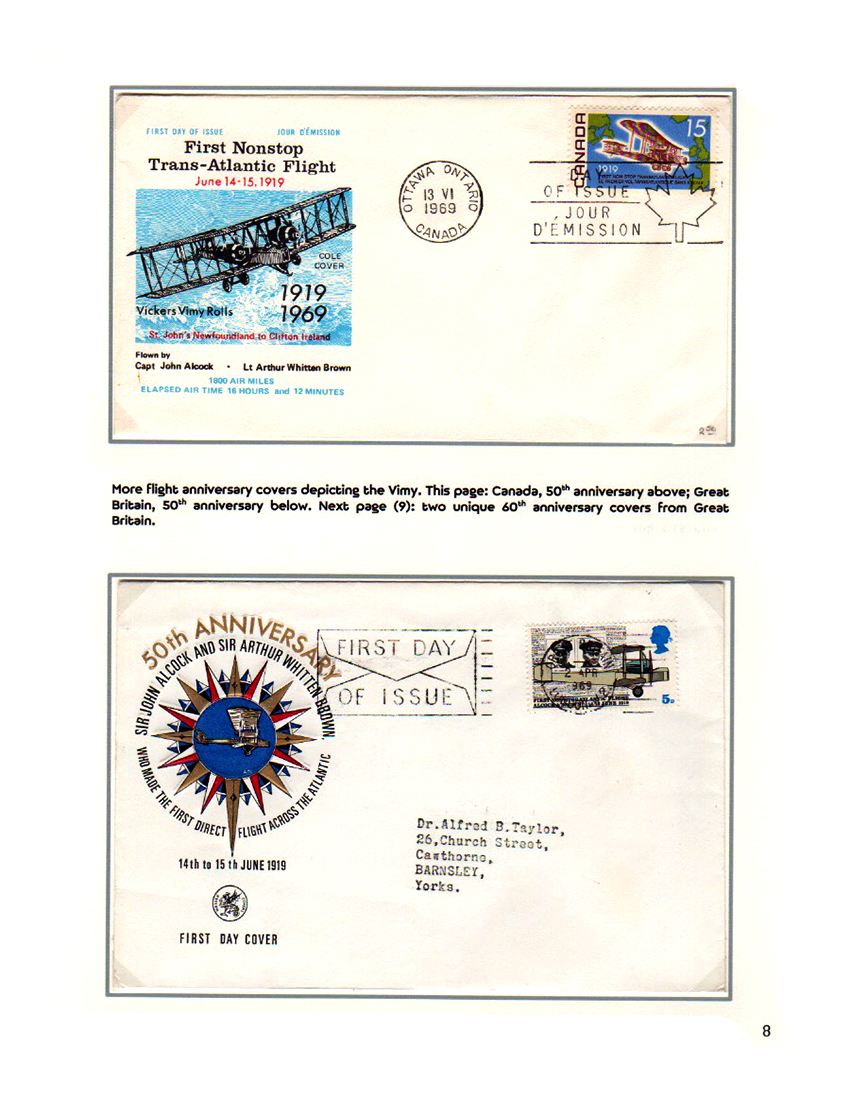 FIRST DAY OF ISSUE JOUR D'ÉMISSION
First Nonstop
Trans-Atlantic Flight
June 14-15, 1919
COLE
COVER
1919
1969
Vickers Vimy Rolls
St. John's Newfoundland to Clifton Ireland
Flown by
Capt John Alcock • Lt Arthur Whitten Brown
1800 AIR MILES
ELAPSED AIR TIME 16 HOURS and 12 MINUTES
OTTAWA ONTARIO
13 VI
1969
CANADA
CANADA
15
1919
DAY
OF ISSUE
JOUR
D'EMISSION
2 50
More flight anniversary covers depicting the Vimy. This page: Canada, 50th anniversary above; Great
Britain, 50th anniversary below. Next page (9): two unique 60th anniversary covers from Great
Britain.
50th ANNIVERSARY
SIR JOHN ALCOCK AND SIR ARTHUR WHITTEN BROWN
WHO MADE THE FIRST DIRECT FLIGHT ACROSS THE ATLANTIC
14th to 15th JUNE 1919
FIRST DAY COVER
FIRST DAY
OF ISSUE
2 APR
5D
Dr.Alfred B.Taylor,
26,Church Street,
Cawthorne,
BARNSLEY,
Yorks.
8